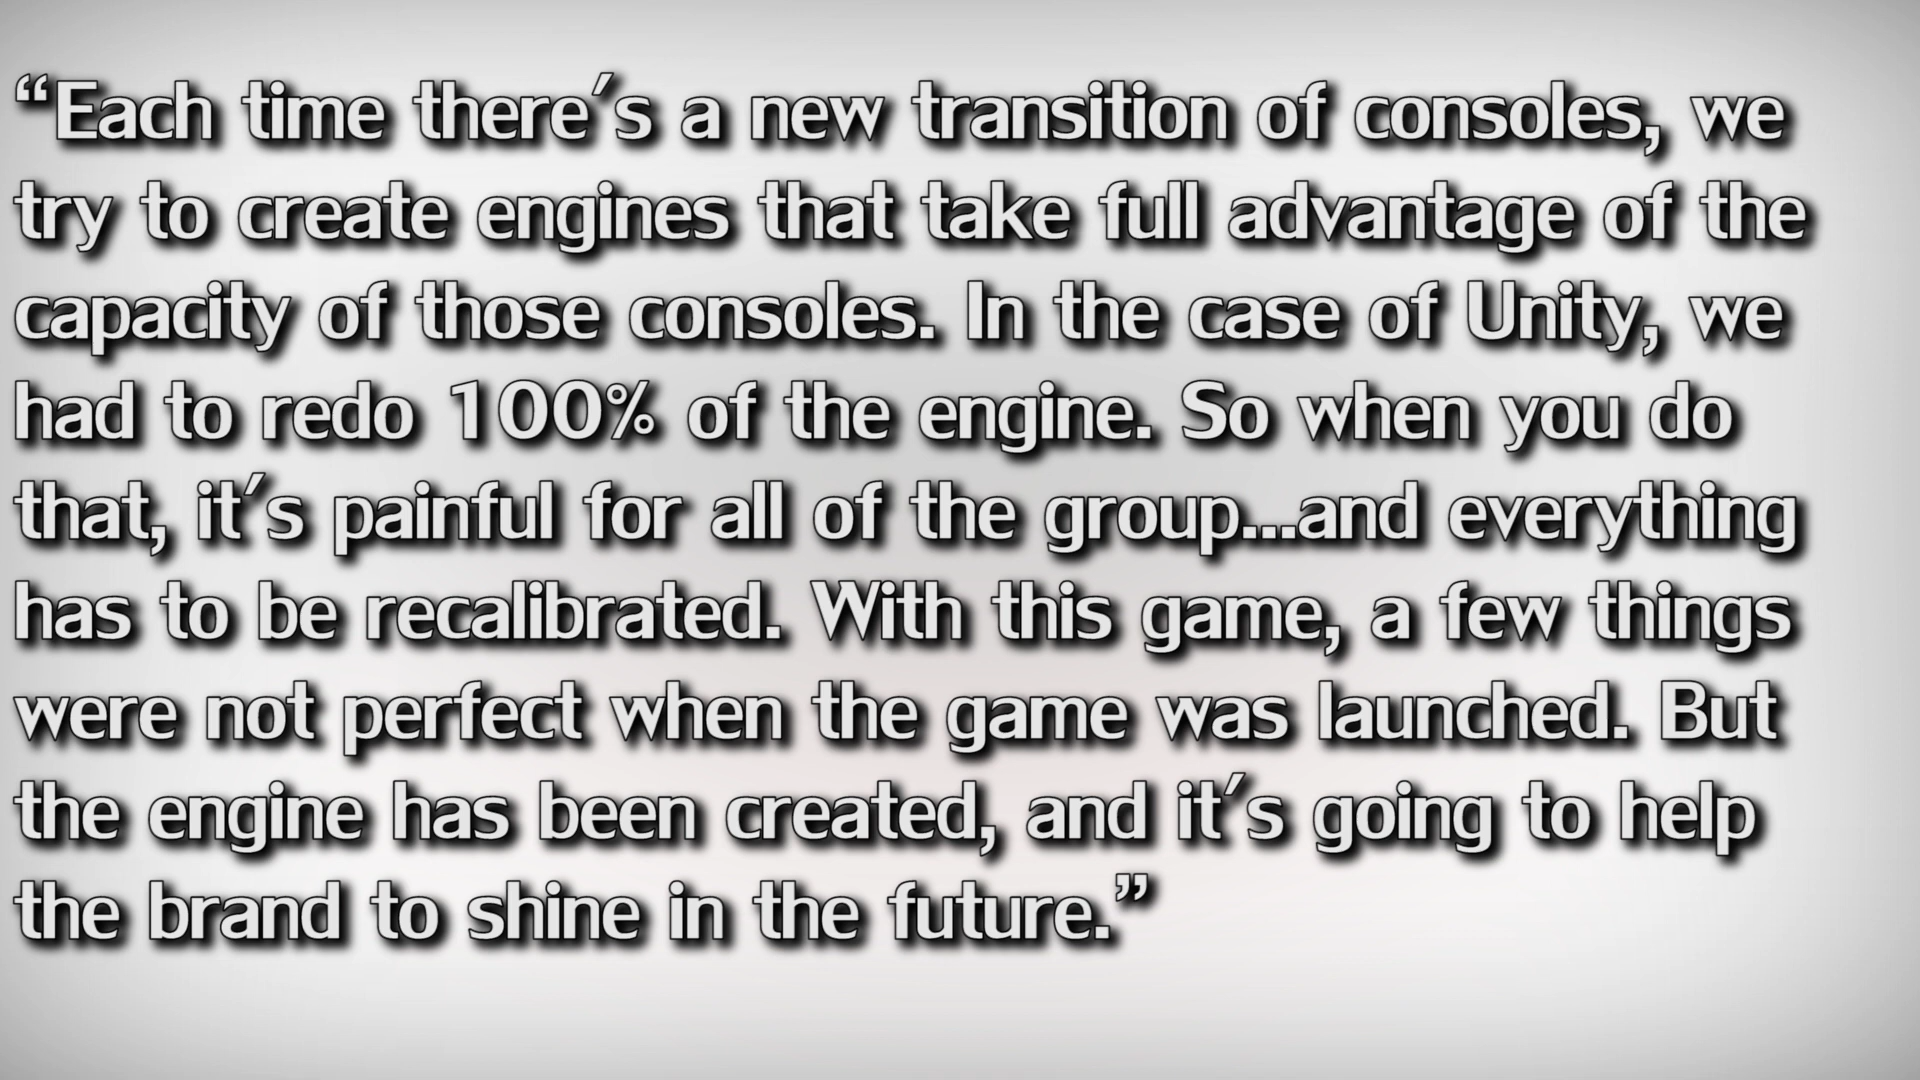 “Each time there's a new transition of consoles, we
try to create engines that take full advantage of the
capacity of those consoles. In the case of Unity, we
had to redo 100% of the engine. So when you do
that, it's painful for all of the group...and everything
has to be recalibrated. With this game, a few things
were not perfect when the game was launched. But
the engine has been created, and it's going to help
the brand to shine in the future.”